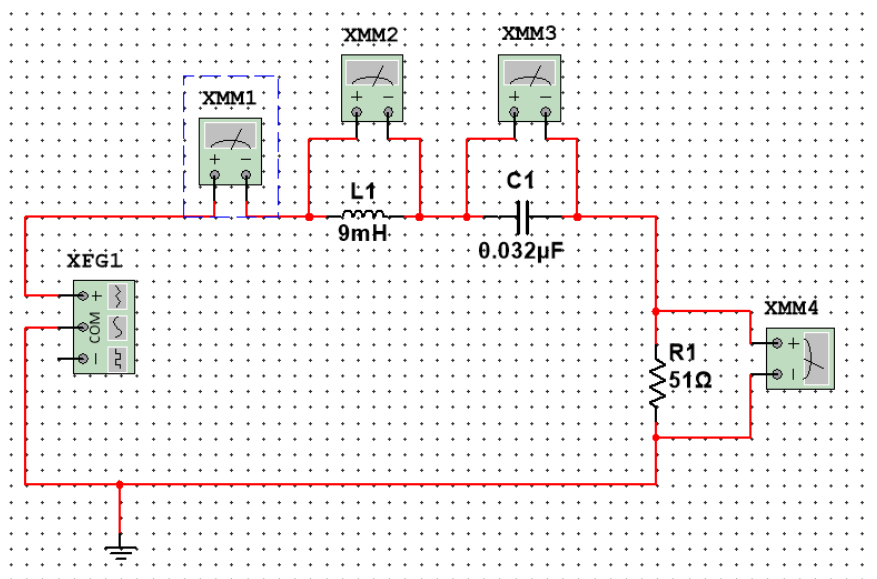 XMM2
XMM3
XMM1
+ −
+ −
+ −
L1
9mH
C1
0.032µF
XFG1
+
COM
−
XMM4
+
−
R1
51Ω